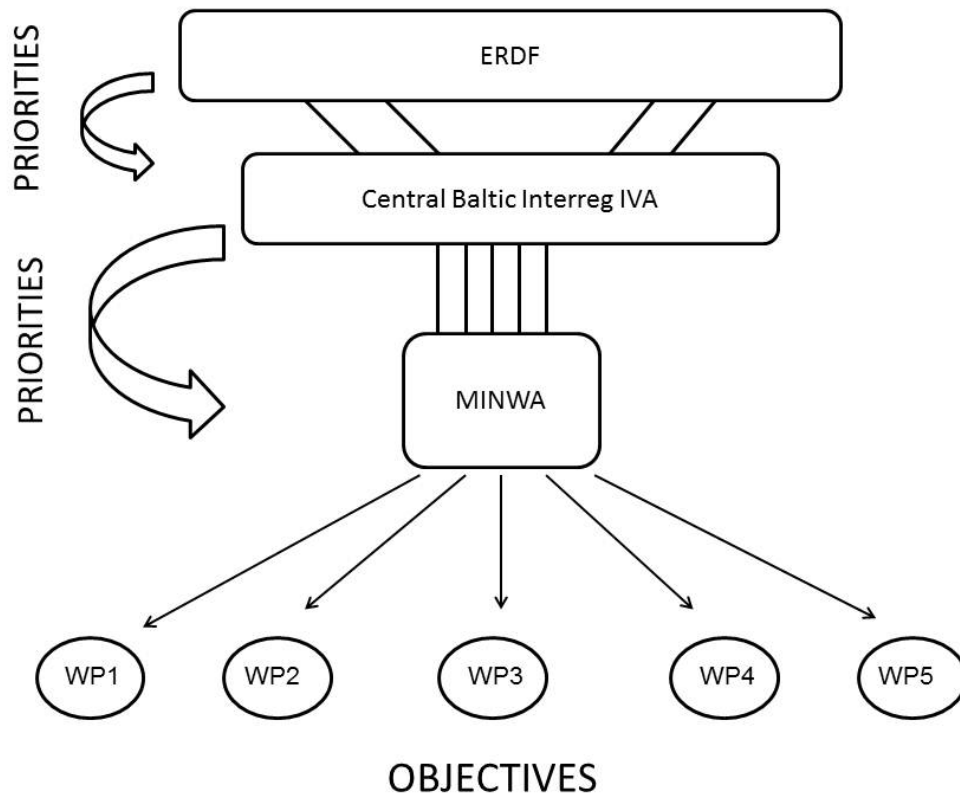 PRIORITIES
ERDF
Central Baltic Interreg IVA
PRIORITIES
MINWA
WP1
WP2
WP3
WP4
WP5
OBJECTIVES